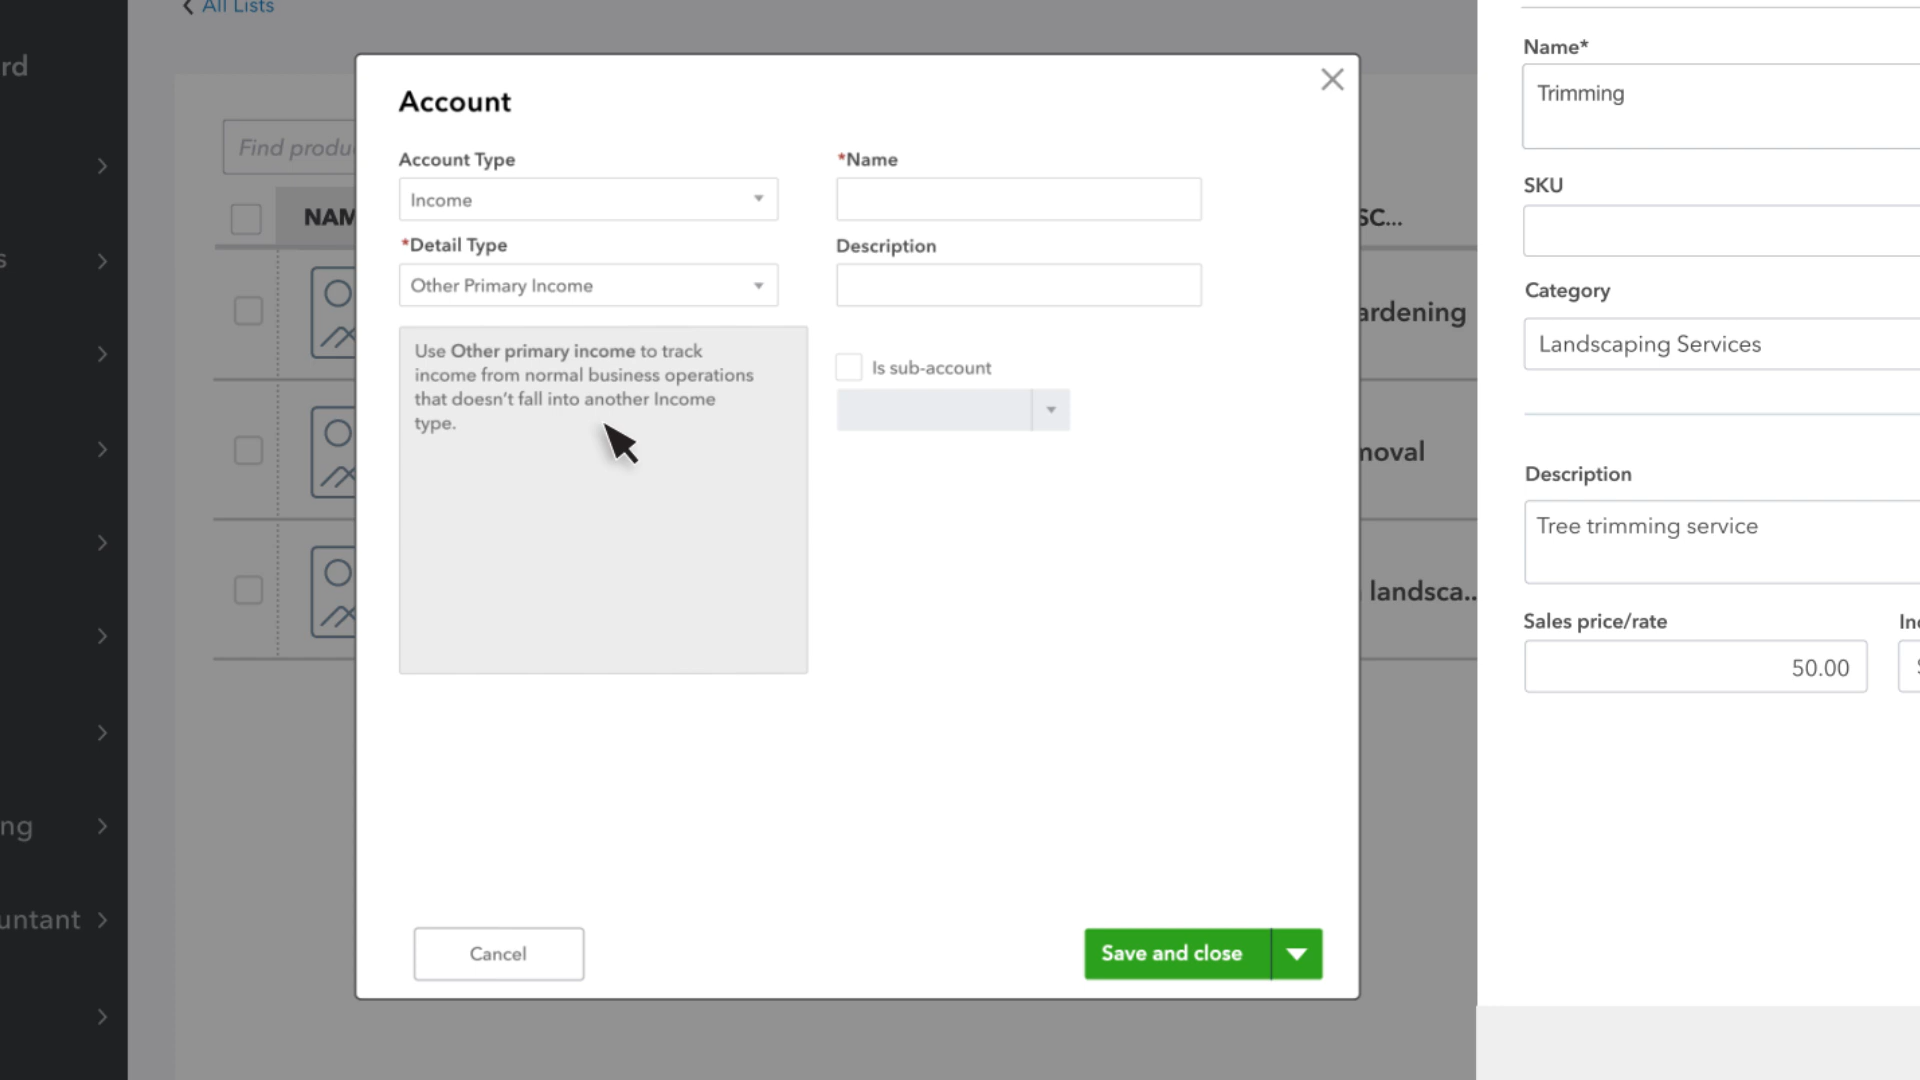 All Lists
rd
s
ng
untant
Find produ
NAM
SC...
ardening
moval
landsca..
Account
Account Type
Income
*Detail Type
Other Primary Income
Use Other primary income to track
income from normal business operations
that doesn't fall into another Income
type.
*Name
Description
Is sub-account
Cancel
Save and close
Name*
Trimming
SKU
Category
Landscaping Services
Description
Tree trimming service
Sales price/rate
50.00
In